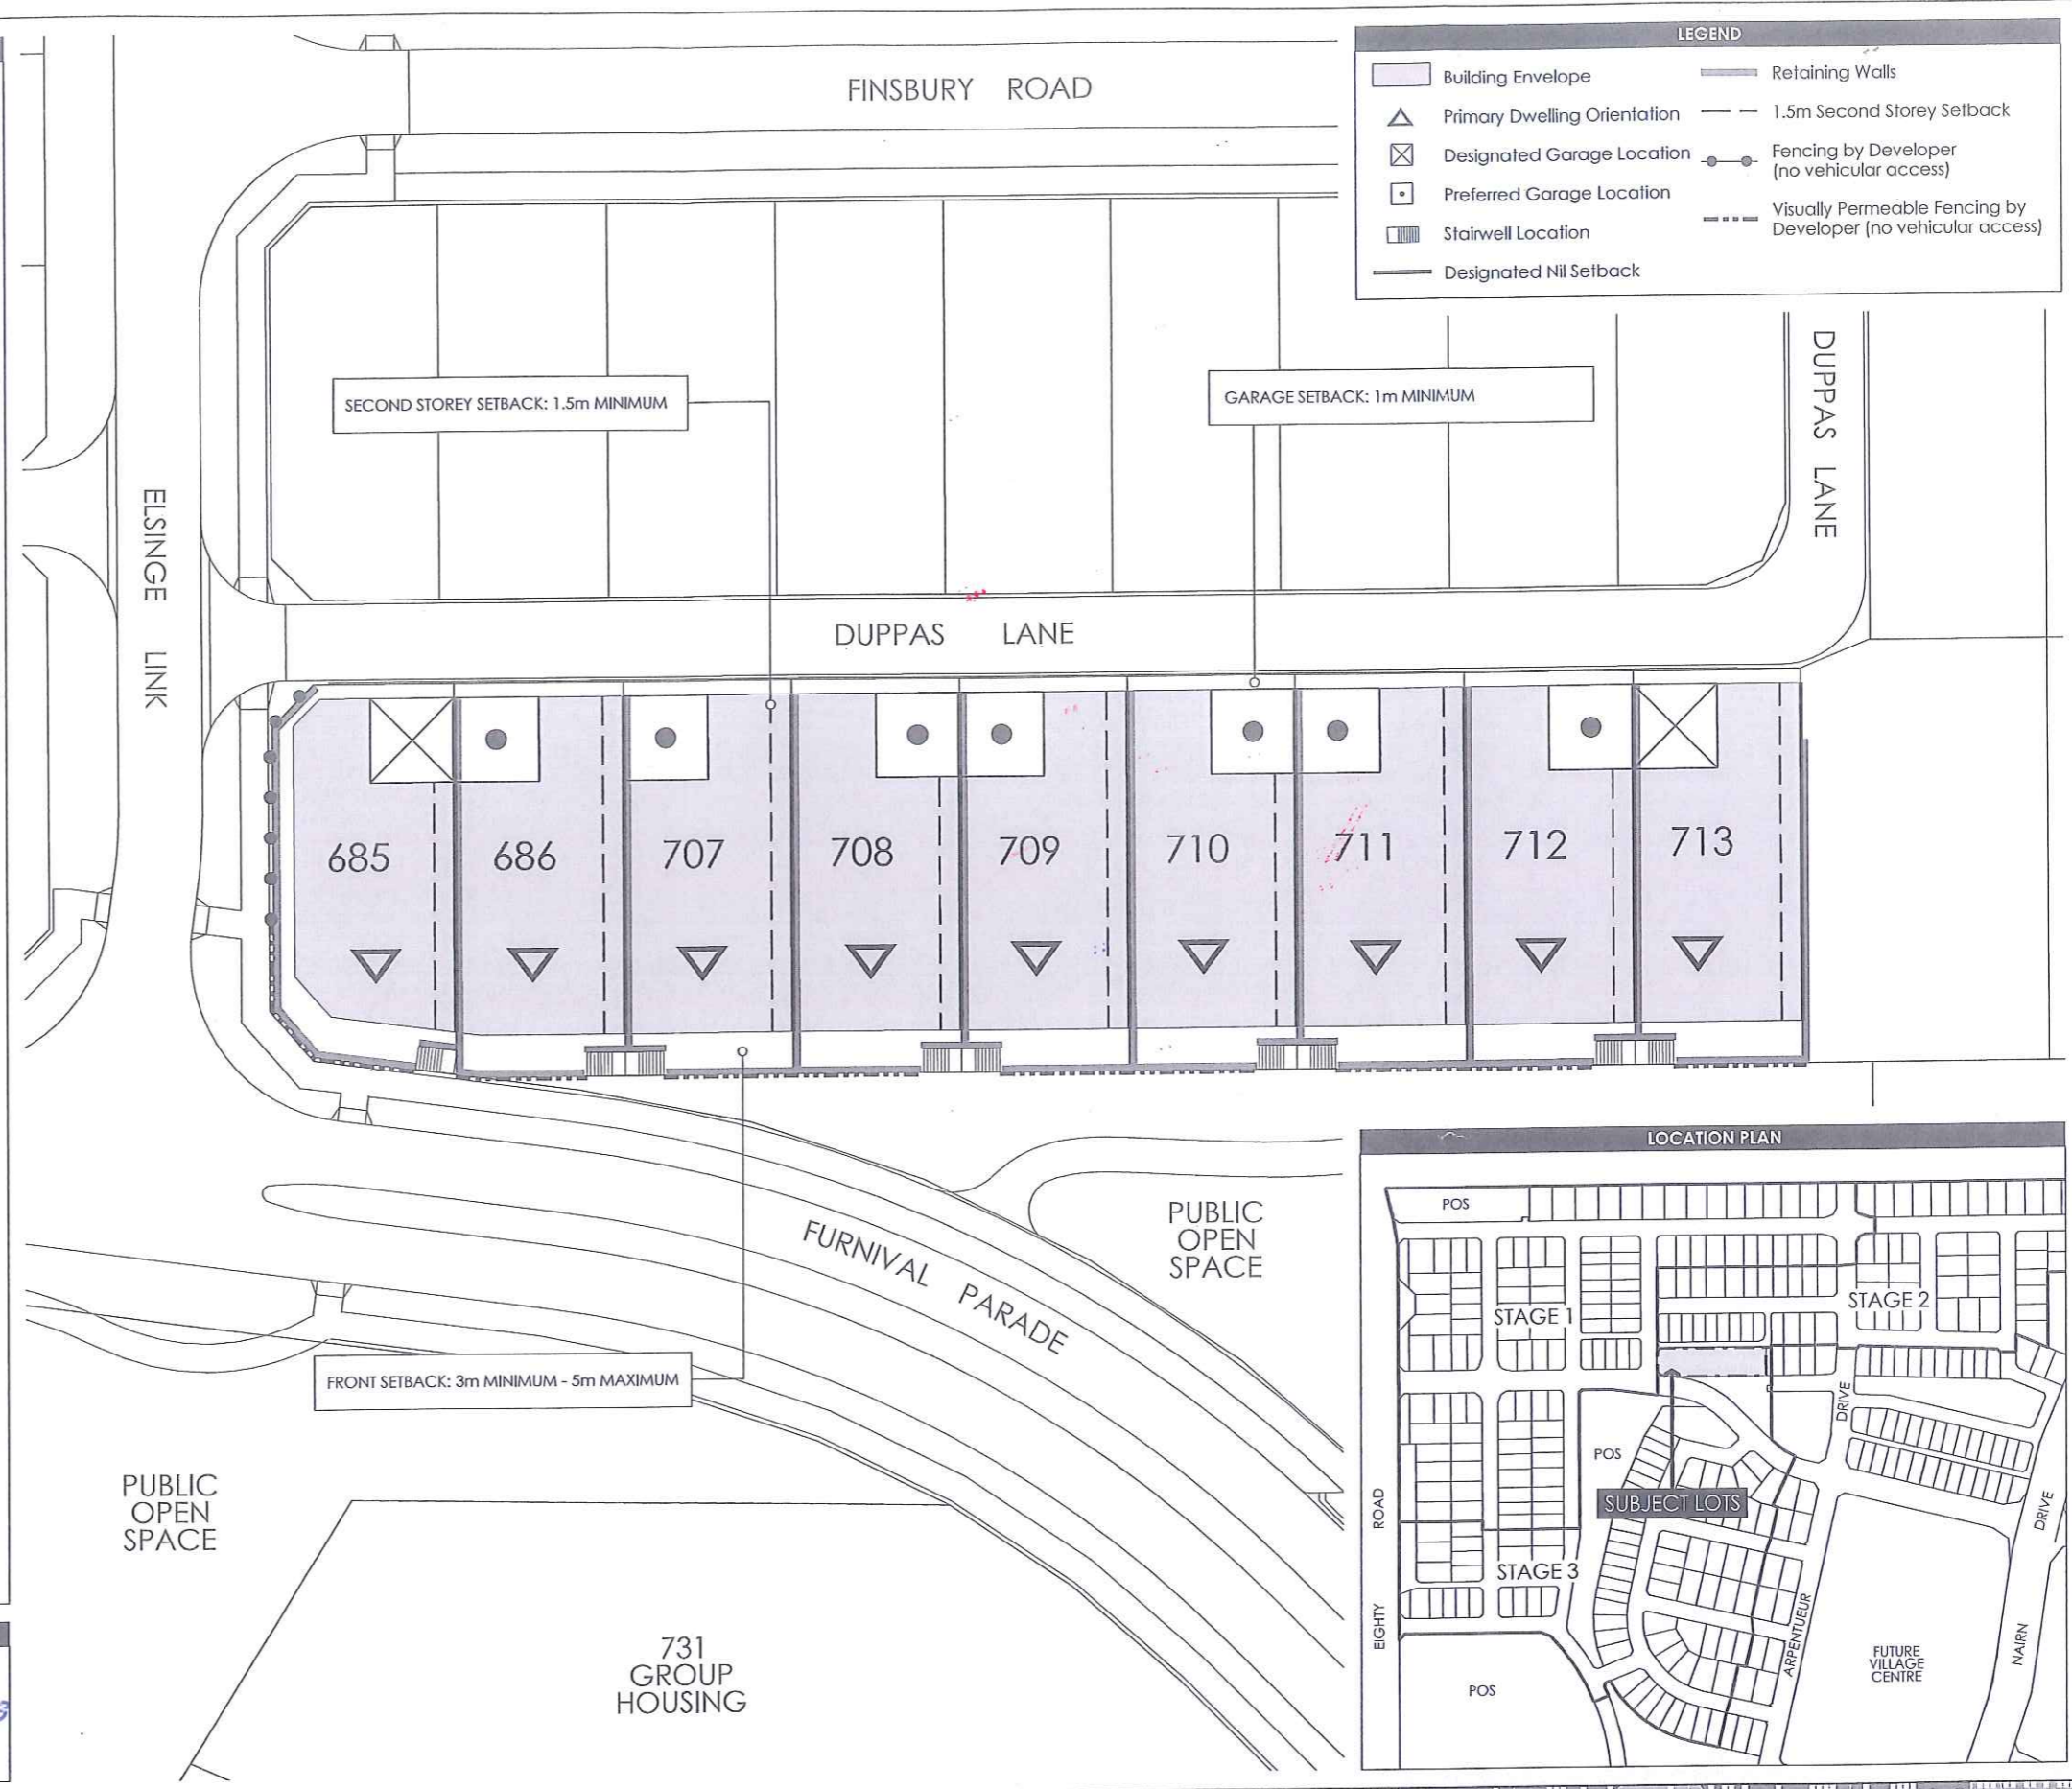 FINSBURY ROAD
LEGEND
Building Envelope
Primary Dwelling Orientation
Designated Garage Location
Preferred Garage Location
Stairwell Location
Designated Nil Setback
Retaining Walls
1.5m Second Storey Setback
Fencing by Developer
(no vehicular access)
Visually Permeable Fencing by
Developer (no vehicular access)
SECOND STOREY SETBACK: 1.5m MINIMUM
GARAGE SETBACK: 1m MINIMUM
DUPPAS LANE
ELSINGE LINK
DUPPAS LANE
685
686
707
708
709
710
711
712
713
FURNIVAL PARADE
PUBLIC
OPEN
SPACE
FRONT SETBACK: 3m MINIMUM - 5m MAXIMUM
PUBLIC
OPEN
SPACE
731
GROUP
HOUSING
LOCATION PLAN
POS
STAGE 1
STAGE 2
DRIVE
POS
SUBJECT LOTS
EIGHTY ROAD
STAGE 3
ARPENTUEUR
NAIRN DRIVE
FUTURE
VILLAGE
CENTRE
POS